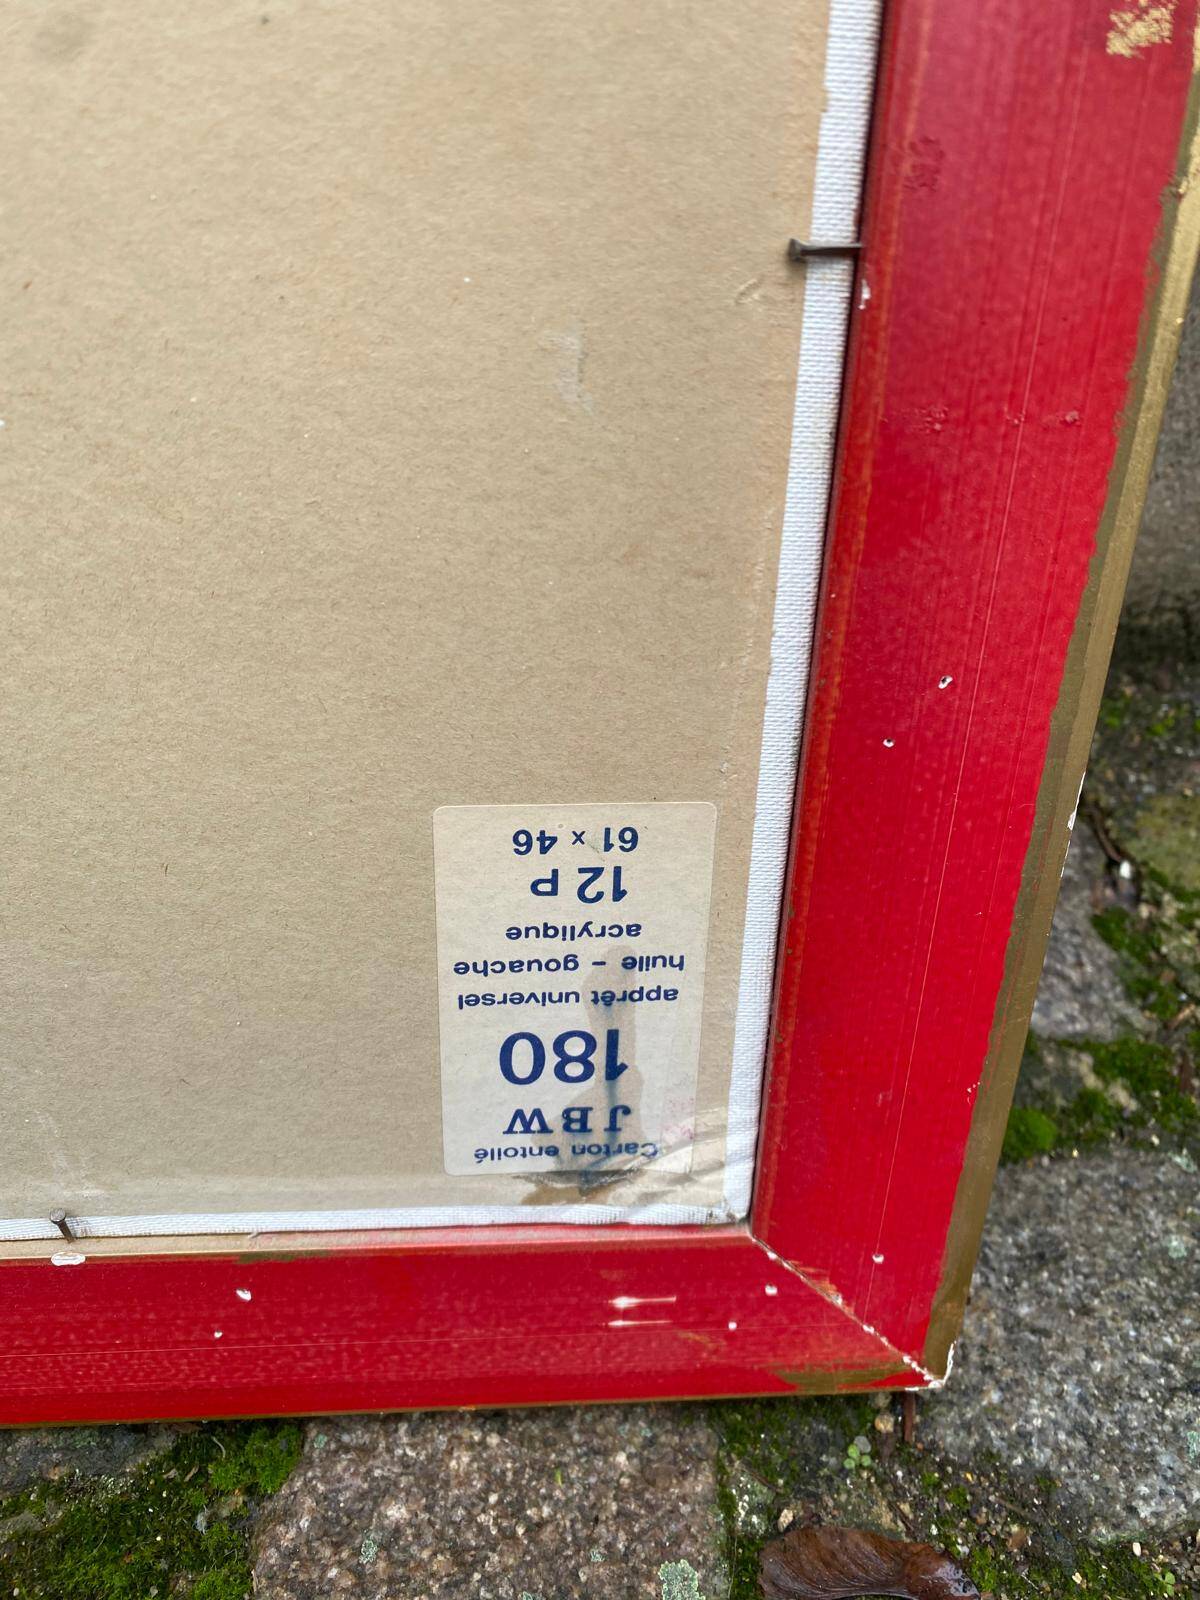 Carton entoilé
JBW
180
apprêt universel
huile – gouache
acrylique
12 P
61 x 46